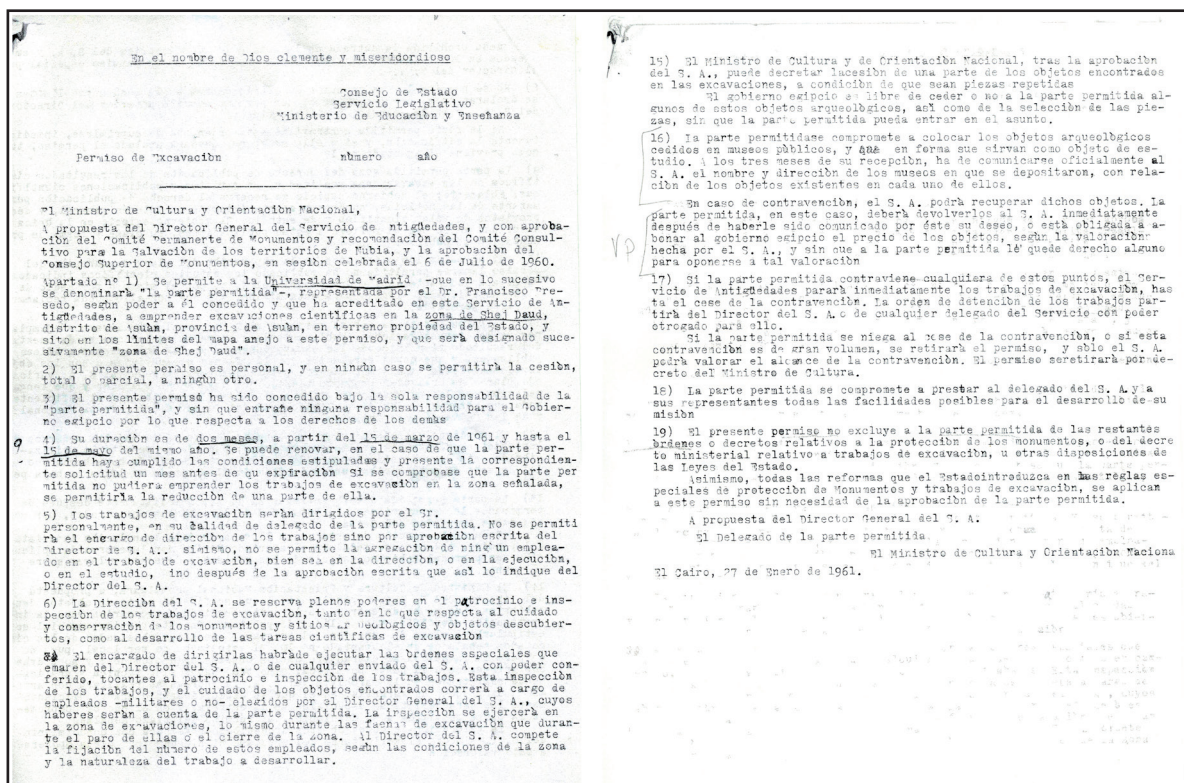 En el nombre de Dios clemente y miseridordioso
Consejo de Estado
Servicio Legislativo
Ministerio de Educación y Enseñanza
Permiso de Excavación número año
El Ministro de Cultura y Orientación Nacional,
A propuesta del Director General del Servicio de Antigüedades, y con aproba-
ción del Comité Permanente de Monumentos y recomendación del Comité Consul-
tivo para la Salvación de los territorios de Nubia, y la aprobación del
Consejo Superior de Monumentos, en sesión celebrada el 6 de Julio de 1960.
Apartado nº 1) Se permite a la Universidad de Madrid -que en lo sucesivo
se denominará "la parte permitida"-, representada por el Dr. Francisco Pre-
sedo, según poder a él concedido y que ha acreditado en este Servicio de An-
tigüedades, a emprender excavaciones científicas en la zona de Shej Daud,
distrito de Asuán, provincia de Asuán, en terreno propiedad del Estado, y
sito en los límites del mapa anejo a este permiso, y que será designado suce-
sivamente "zona de Shej Daud".
2) El presente permiso es personal, y en ningún caso se permitirá la cesión,
total o parcial, a ningún otro.
3) El presente permiso ha sido concedido bajo la sola responsabilidad de la
"parte permitida", y sin que entrañe ninguna responsabilidad para el Gobier-
no egipcio por lo que respecta a los derechos de los demás
4) Su duración es de dos meses, a partir del 15 de marzo de 1961 y hasta el
15 de mayo del mismo año. Se puede renovar, en el caso de que la parte per-
mitida haya cumplido las condiciones estipuladas y presente la correspondien-
te solicitud un mes antes de su expiración. Si se comprobase que la parte per
mitida no pudiera emprender los trabajos de excavación en la zona señalada,
se permitiría la reducción de una parte de ella.
5) Los trabajos de excavación serán dirigidos por el Dr.
personalmente, en su calidad de delegado de la parte permitida. No se permiti
rá el encargo de dirección de los trabajos sino por aprobación escrita del
Director de S. A.. simismo, no se permite la agregación de ningún emplea-
do en el trabajo de excavación, bien sea en la dirección, o en la ejecución,
o en el estudio, ino después de la aprobación escrita que así lo indique del
Director del S. A.
6) La Dirección del S. A. se reserva plenos poderes en el patrocinio e ins-
pección de los trabajos de excavación, tanto en lo que respecta al cuidado
y conservación de los monumentos y sitios ar ueológicos y objetos descubier-
tos, como al desarrollo de las tareas científicas de excavación
El encargado de dirigirlas habráde ejecutar las órdenes especiales que
emaren del Director del S. A. o de cualquier enviado del S. A. con poder con-
ferido, tocantes al patrocinio e inspección de los trabajos. Esta inspección
de los trabajos, y el cuidado de los objetos encontrados correrá a cargo de
empleados -militares o no- elegidos por el Director General del S. A., cuyos
haberes serán a cuenta de la parte permitida. La inspección se ejercerá en
la zona de excavaciones, lo mismo durante las faenas de excavación que duran-
te el paro de ellas o el cierre de la zona. Al Director del S. A. compete
la fijación del número de estos empleados, según las condiciones de la zona
y la naturaleza del trabajo a desarrollar.
15) El Ministro de Cultura y de Orientación Nacional, tras la aprobación
del S. A., puede decretar lacesión de una parte de los objetos encontrados
en las excavaciones, a condición de que sean piezas repetidas
El gobierno egipcio es libre de ceder o no a la parte permitida al-
gunos de estos objetos arqueológicos, así como de la selección de las pie-
zas, sin que la parte permitida pueda entrar en el asunto.
16) La parte permitidase compromete a colocar los objetos arqueológicos
cedidos en museos públicos, y en forma sue sirvan como objeto de es-
tudio. A los tres meses de su recepción, ha de comunicarse oficialmente al
S. A. el nombre y dirección de los museos en que se depositaron, con rela-
ción de los objetos existentes en cada uno de ellos.
En caso de contravención, el S. A. podrá recuperar dichos objetos. La
parte permitida, en este caso, deberá devolverlos al S. A. inmediatamente
después de haberle sido comunicado por éste su deseo, o está obligada a a-
bonar al gobierno egipcio el precio de los objetos, según la valoración
hecha por el S. A., y sin que a la parte permitida le quede derecho alguno
para oponerse a tal valoración
VP
17) Si la parte permitida contraviene cualquiera de estos puntos, el Ser-
vicio de Antigüedades parará inmediatamente los trabajos de excavación, has
ta el cese de la contravención. La orden de detención de los trabajos par-
tirá del Director del S. A. o de cualquier delegado del Servicio con poder
otrogado para ello.
Si la parte permitida se niega al cese de la contravención, o si esta
contravención es de gran volumen, se retirará el permiso, y sólo el S. A.
podrá valorar el alcance de la contravención. El permiso seretirará por de-
creto del Ministro de Cultura.
18) La parte permitida se compromete a prestar al delegado del S. A. y a
sus representantes todas las facilidades posibles para el desarrollo de su
misión
19) El presente permiso no excluye a la parte permitida de las restantes
órdenes o decretos relativos a la protección de los monumentos, o del decre
to ministerial relativo a trabajos de excavación, u otras disposiciones de
las Leyes del Estado.
Asimismo, todas las reformas que el Estadointroduzca en las reglas es-
peciales de protección de Monumentos y trabajos de excavación, se aplican
a este permiso sin necesidad de la aprobación de la parte permitida.
A propuesta del Director General del S. A.
El Delegado de la parte permitida
El Ministro de Cultura y Orientación Naciona
El Cairo, 27 de Enero de 1961.